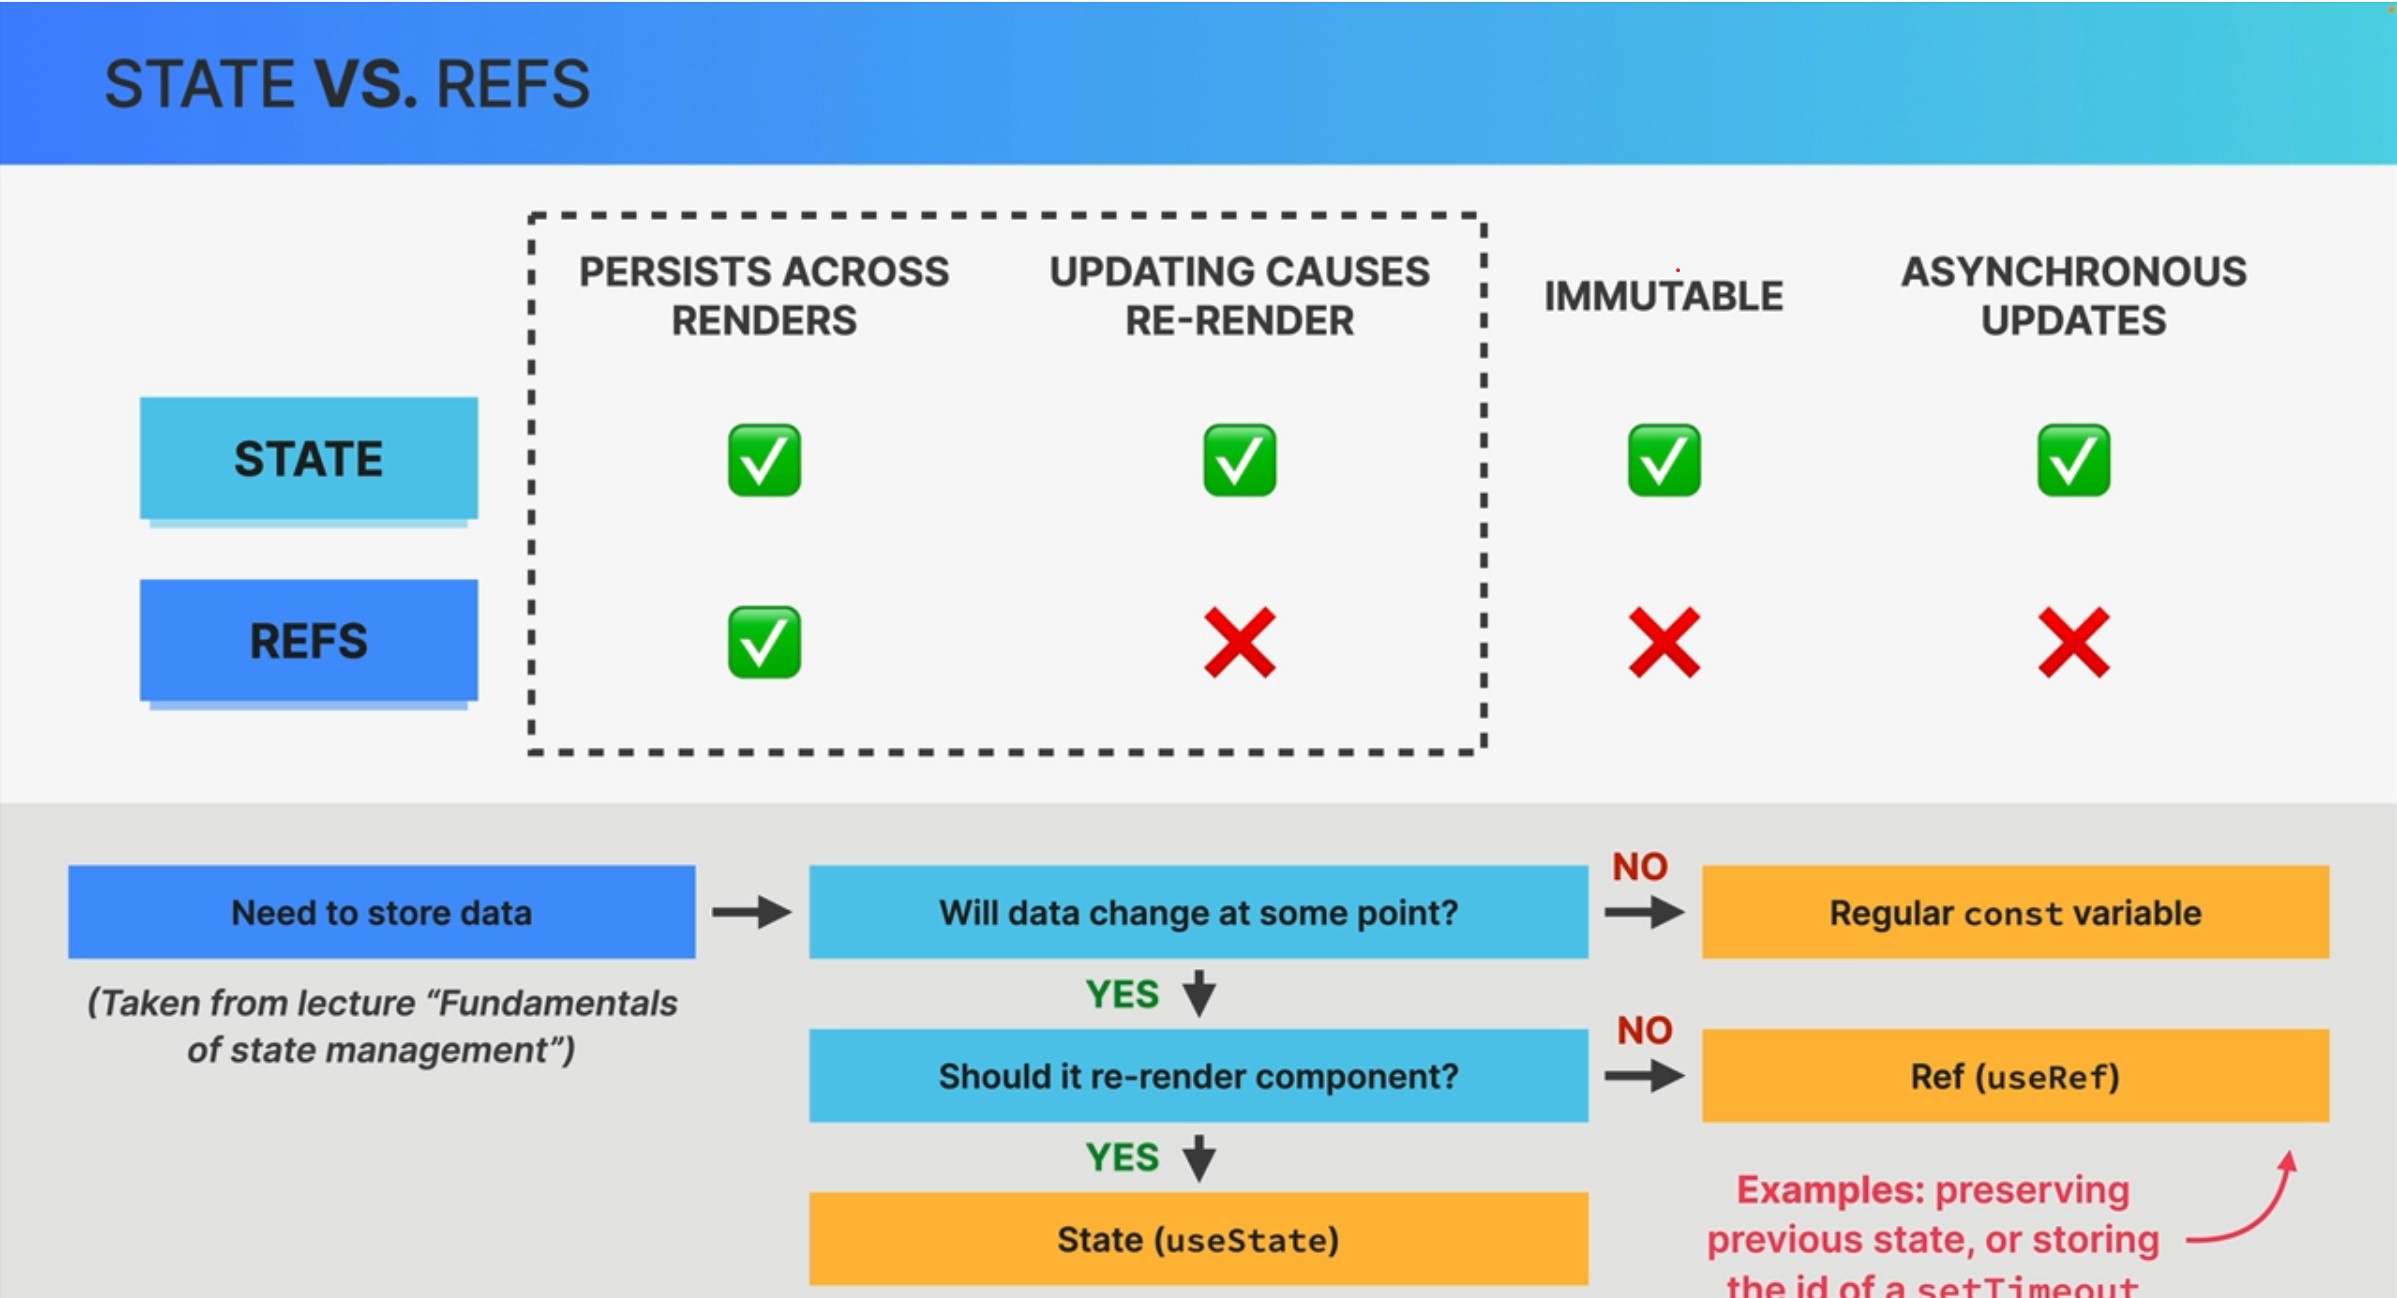 STATE VS. REFS
PERSISTS ACROSS
RENDERS
UPDATING CAUSES
RE-RENDER
IMMUTABLE
ASYNCHRONOUS
UPDATES
STATE
REFS
Need to store data
(Taken from lecture “Fundamentals
of state management”)
Will data change at some point?
NO
Regular const variable
YES
Should it re-render component?
NO
Ref (useRef)
YES
State (useState)
Examples: preserving
previous state, or storing
the id of a setTimeout